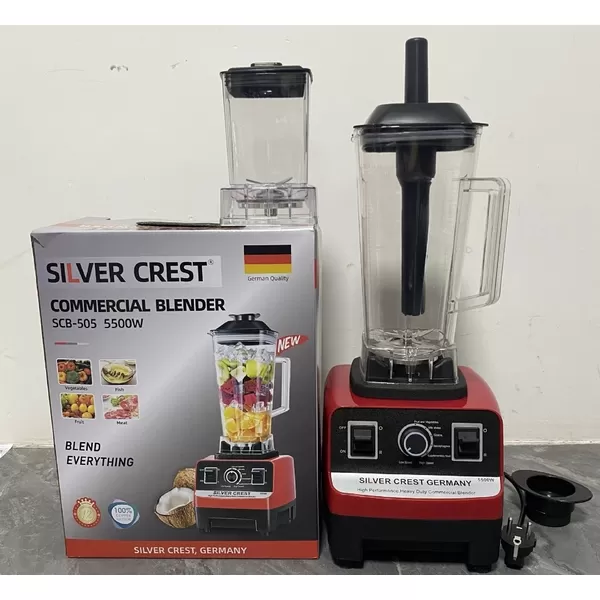 SILVER CREST®
German Quality
COMMERCIAL BLENDER
SCB-505 5500W
NEW
Vegetables
Fish
Fruit
Meat
BLEND
EVERYTHING
SILVER CREST
100%
SILVER CREST, GERMANY
OFF
ON
SILVER CREST GERMANY
5500W
High Performance Heavy Duty Commercial Blender